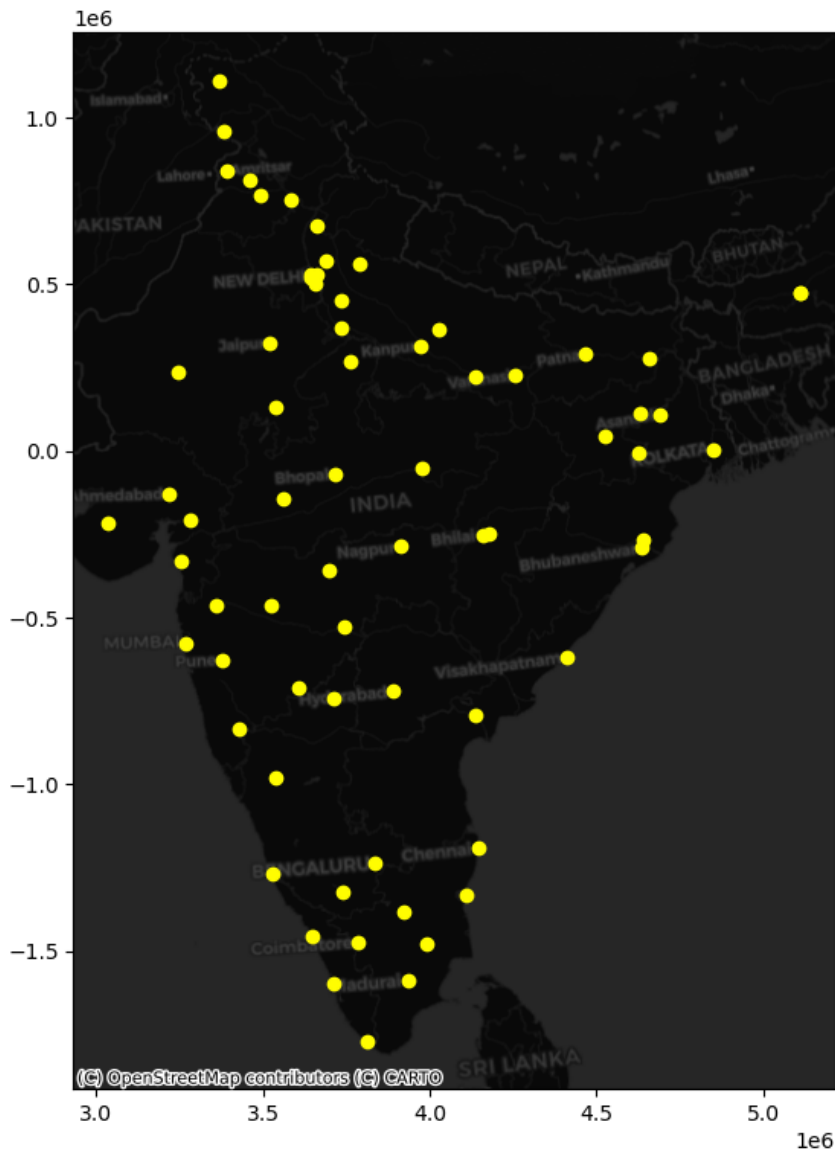 1e6
1.0
0.5
0.0
−0.5
−1.0
−1.5
3.0
3.5
4.0
4.5
5.0
1e6
Islamabad
Lahore
Amritsar
Lhasa
PAKISTAN
NEW DELHI
NEPAL
Kathmandu
BHUTAN
Jaipur
Kanpur
Patna
BANGLADESH
Dhaka
KOLKATA
Chattogram
Ahmedabad
Bhopal
INDIA
Nagpur
Bhilai
Bhubaneshwar
MUMBAI
Pune
Hyderabad
Visakhapatnam
BENGALURU
Chennai
Coimbatore
Madurai
SRI LANKA
(C) OpenStreetMap contributors (C) CARTO